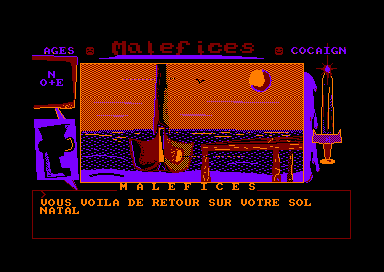 AGES Malefices COCAIGN
N
O+E
MALEFICES
VOUS VOILA DE RETOUR SUR VOTRE SOL
NATAL